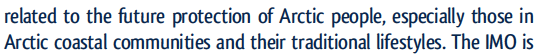 related to the future protection of Arctic people, especially those in
Arctic coastal communities and their traditional lifestyles. The IMO is